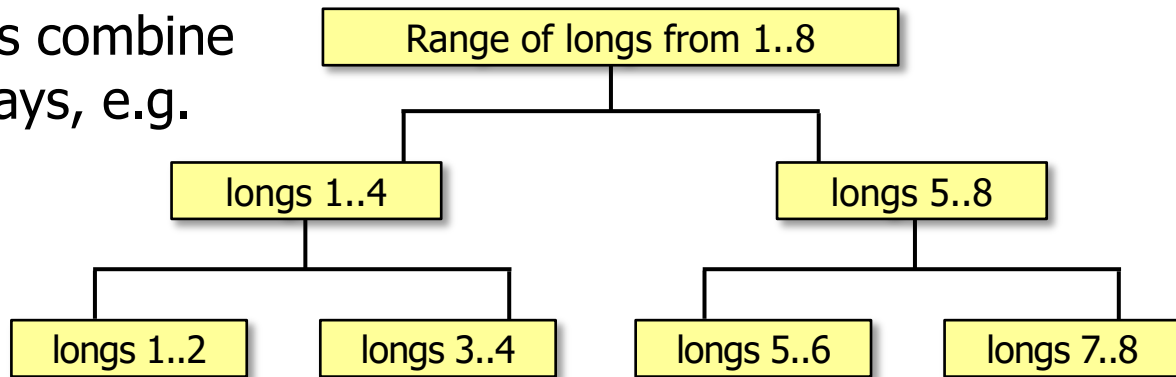 s combine
ays, e.g.
Range of longs from 1..8
longs 1..4
longs 5..8
longs 1..2
longs 3..4
longs 5..6
longs 7..8